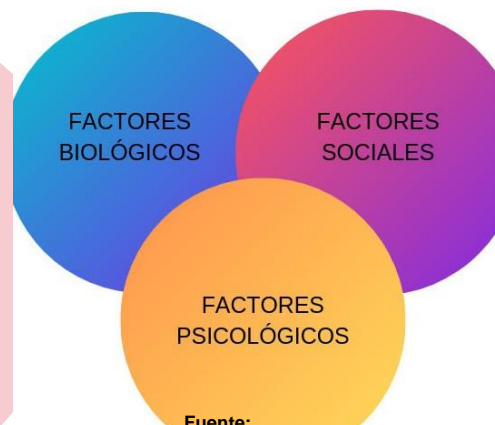 FACTORES
BIOLÓGICOS
FACTORES
SOCIALES
FACTORES
PSICOLÓGICOS
Fuente: